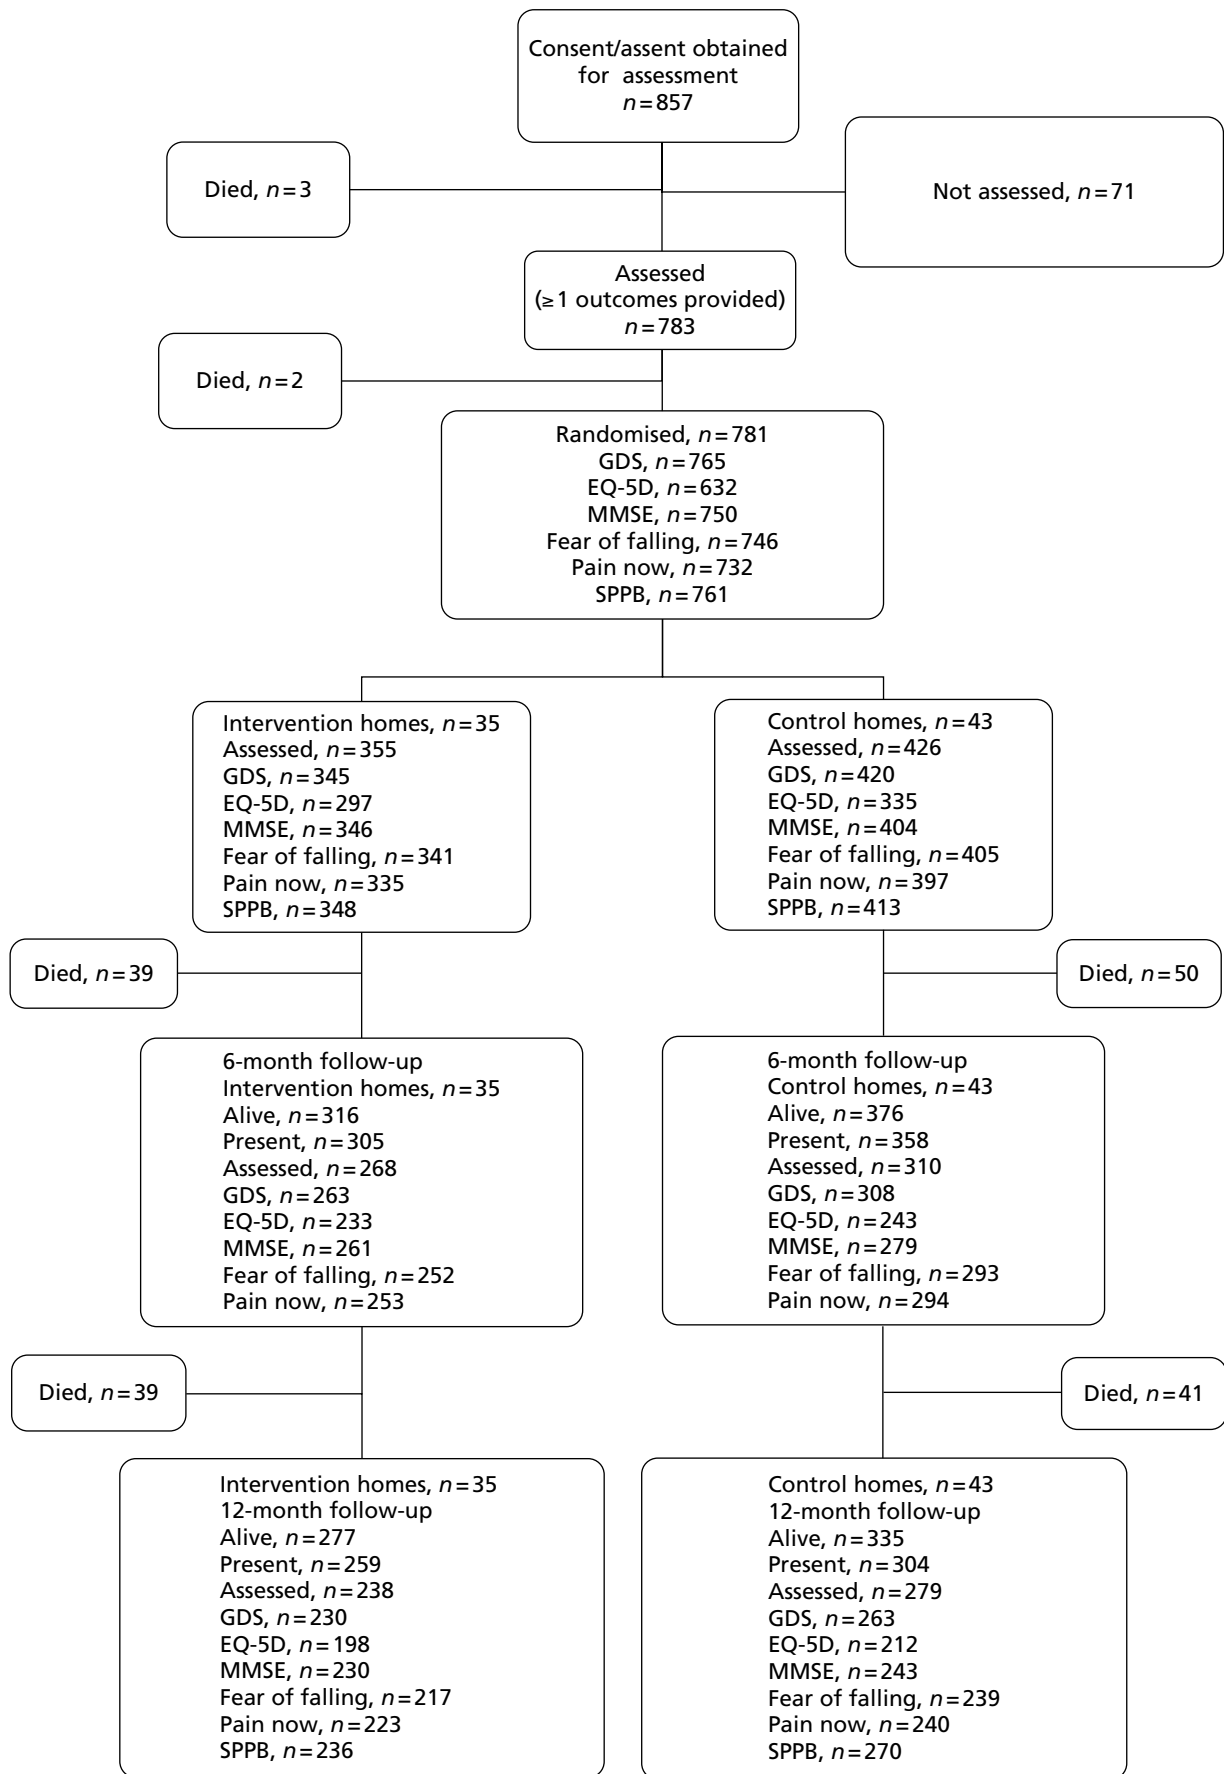 Consent/assent obtained
for assessment
n=857
Died, n=3
Not assessed, n=71
Assessed
(≥1 outcomes provided)
n=783
Died, n=2
Randomised, n=781
GDS, n=765
EQ-5D, n=632
MMSE, n=750
Fear of falling, n=746
Pain now, n=732
SPPB, n=761
Intervention homes, n=35
Assessed, n=355
GDS, n=345
EQ-5D, n=297
MMSE, n=346
Fear of falling, n=341
Pain now, n=335
SPPB, n=348
Control homes, n=43
Assessed, n=426
GDS, n=420
EQ-5D, n=335
MMSE, n=404
Fear of falling, n=405
Pain now, n=397
SPPB, n=413
Died, n=39
Died, n=50
6-month follow-up
Intervention homes, n=35
Alive, n=316
Present, n=305
Assessed, n=268
GDS, n=263
EQ-5D, n=233
MMSE, n=261
Fear of falling, n=252
Pain now, n=253
6-month follow-up
Control homes, n=43
Alive, n=376
Present, n=358
Assessed, n=310
GDS, n=308
EQ-5D, n=243
MMSE, n=279
Fear of falling, n=293
Pain now, n=294
Died, n=39
Died, n=41
Intervention homes, n=35
12-month follow-up
Alive, n=277
Present, n=259
Assessed, n=238
GDS, n=230
EQ-5D, n=198
MMSE, n=230
Fear of falling, n=217
Pain now, n=223
SPPB, n=236
Control homes, n=43
12-month follow-up
Alive, n=335
Present, n=304
Assessed, n=279
GDS, n=263
EQ-5D, n=212
MMSE, n=243
Fear of falling, n=239
Pain now, n=240
SPPB, n=270